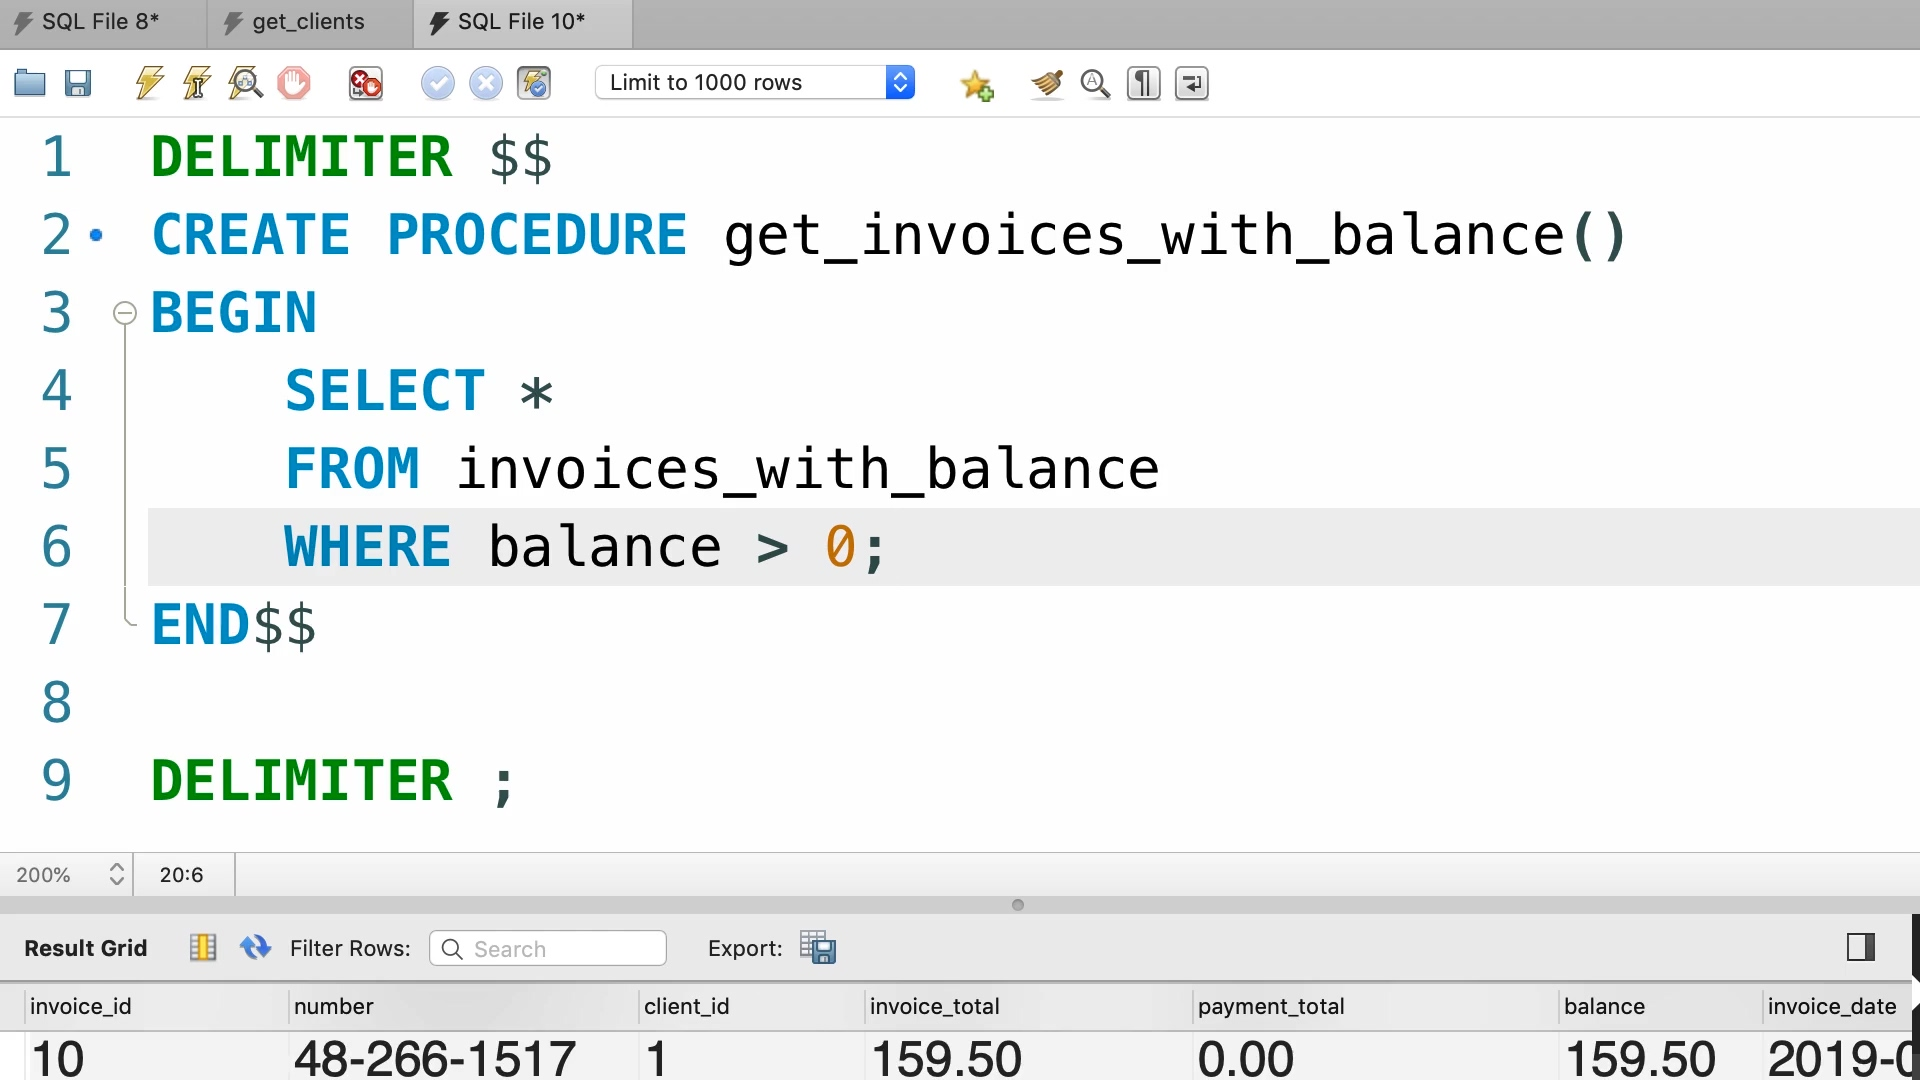 SQL File 8* get_clients SQL File 10*
Limit to 1000 rows
1 DELIMITER $$
2 CREATE PROCEDURE get_invoices_with_balance()
3 BEGIN
4 SELECT *
5 FROM invoices_with_balance
6 WHERE balance > 0;
7 END$$
8
9 DELIMITER ;
200% 20:6
Result Grid Filter Rows: Search Export:
invoice_id number client_id invoice_total payment_total balance invoice_date
10 48-266-1517 1 159.50 0.00 159.50 2019-0